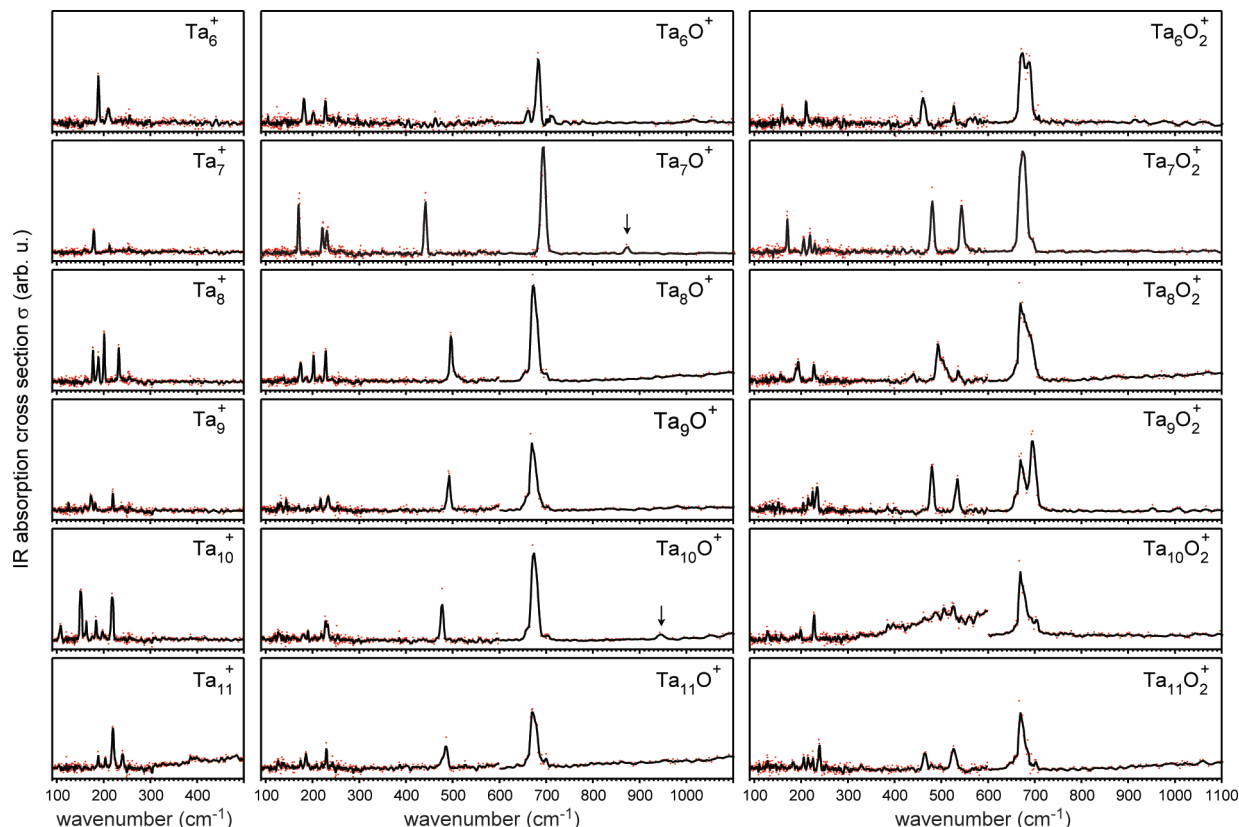 Ta₆⁺ Ta₆O⁺ Ta₆O₂⁺
Ta₇⁺ Ta₇O⁺ Ta₇O₂⁺
Ta₈⁺ Ta₈O⁺ Ta₈O₂⁺
Ta₉⁺ Ta₉O⁺ Ta₉O₂⁺
Ta₁₀⁺ Ta₁₀O⁺ Ta₁₀O₂⁺
Ta₁₁⁺ Ta₁₁O⁺ Ta₁₁O₂⁺
IR absorption cross section σ (arb. u.)
100 200 300 400 100 200 300 400 500 600 700 800 900 1000 100 200 300 400 500 600 700 800 900 1000 1100
wavenumber (cm⁻¹) wavenumber (cm⁻¹) wavenumber (cm⁻¹)